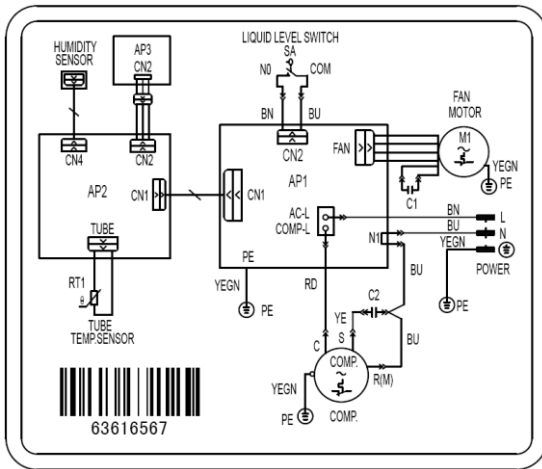 HUMIDITY
SENSOR
AP3
CN2
LIQUID LEVEL SWITCH
SA
N0
COM
BN
BU
FAN
MOTOR
CN4
CN2
CN2
FAN
M1
YEGN
PE
AP2
CN1
CN1
AP1
C1
TUBE
AC-L
COMP-L
BN
L
N1
BU
N
YEGN
POWER
PE
RT1
θ
TUBE
TEMP.SENSOR
YEGN
PE
RD
BU
PE
YE
C2
BU
C
S
COMP.
R(M)
YEGN
PE
COMP.
63616567